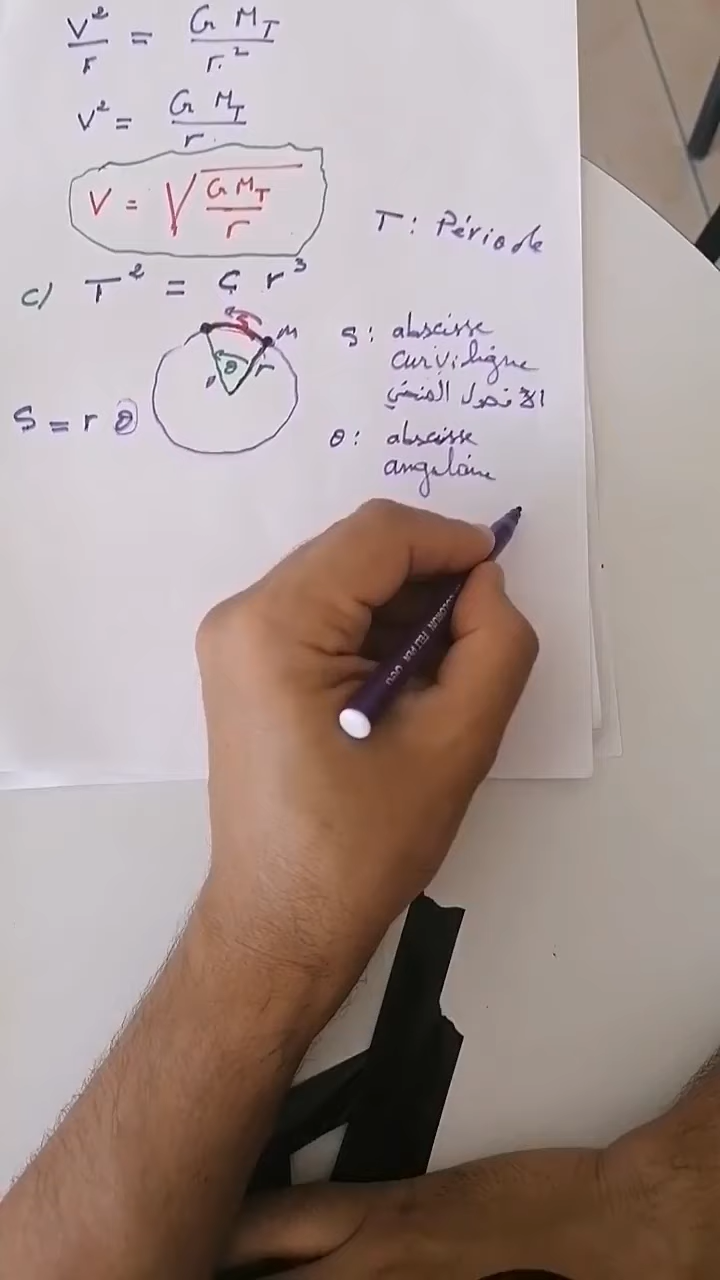 V² / r = G M_T / r²
V² = G M_T / r
V = √(G M_T / r)
T : Période
c) T² = C r³
S
M
θ
r
S : abscisse
curviligne
الأفصول المنحني
S = r θ
θ : abscisse
angulaire